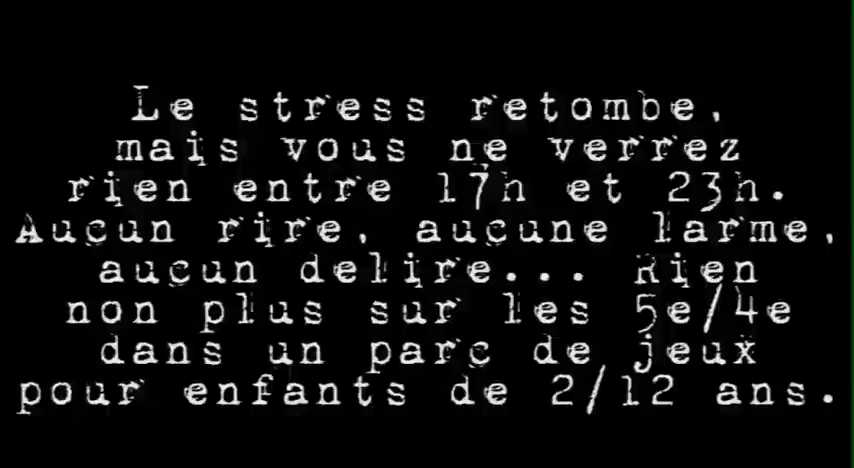 Le stress retombe,
mais vous ne verrez
rien entre 17h et 23h.
Aucun rire, aucune larme,
aucun delire... Rien
non plus sur les 5e/4e
dans un parc de jeux
pour enfants de 2/12 ans.